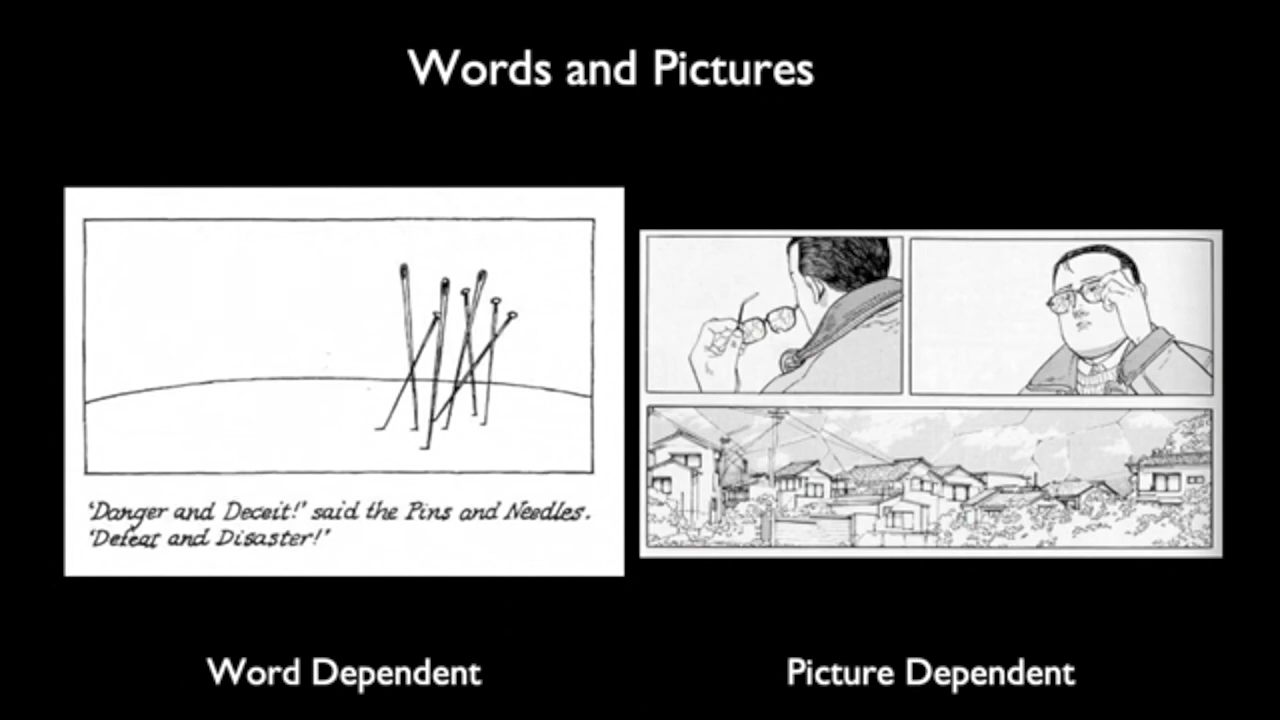 Words and Pictures
'Danger and Deceit!' said the Pins and Needles.
'Defeat and Disaster!'
Word Dependent
Picture Dependent